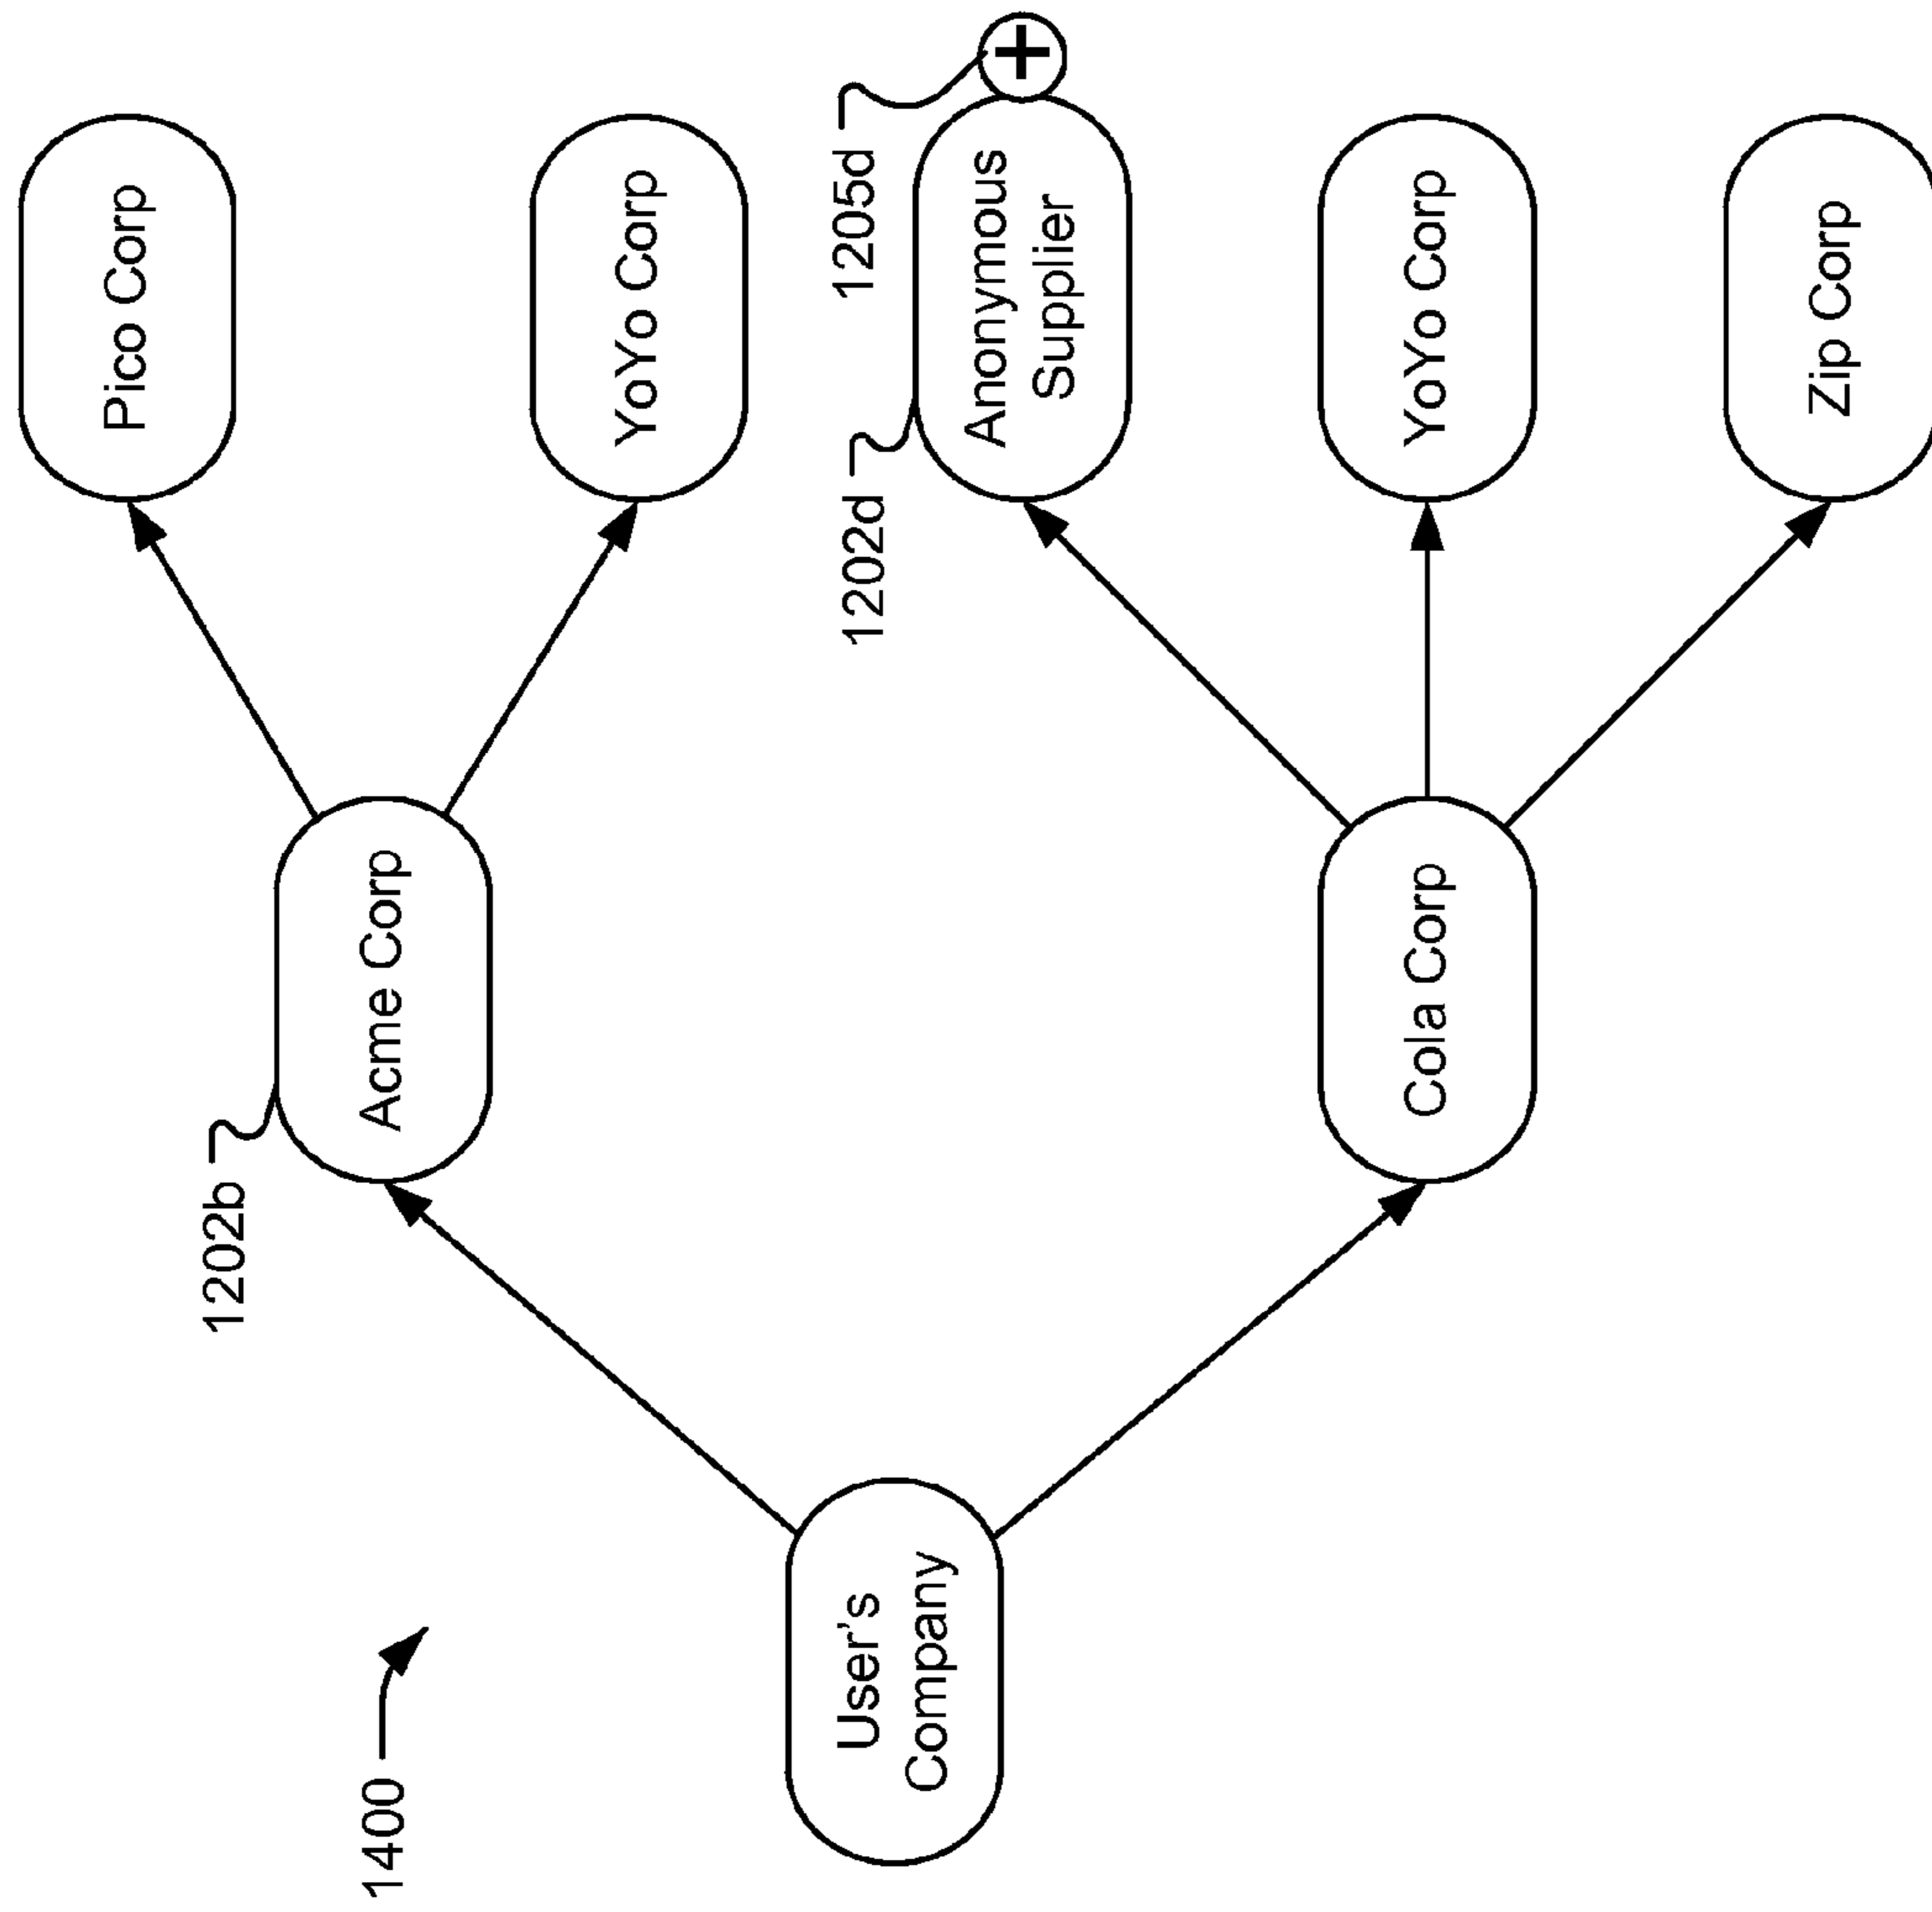 1400
User's
Company
1202b
Acme Corp
Cola Corp
Pico Corp
YoYo Corp
1202d
1205d
+
Anonymous
Supplier
YoYo Corp
Zip Corp